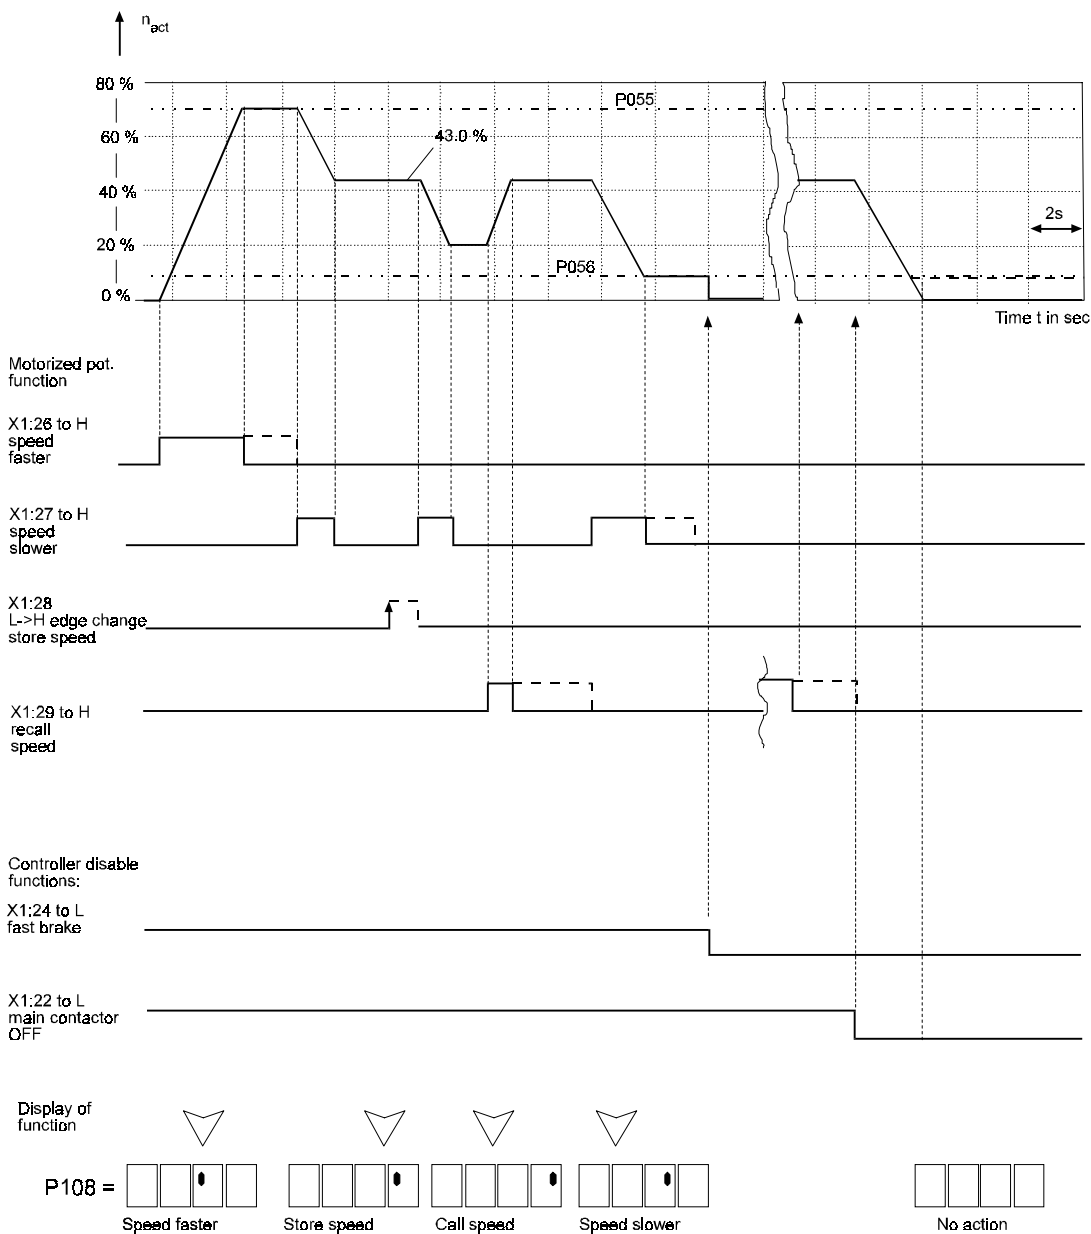 n act
80 %
P055
60 %
43.0 %
40 %
2s
20 %
P056
0 %
Time t in sec
Motorized pot.
function
X1:26 to H
speed
faster
X1:27 to H
speed
slower
X1:28
L->H edge change
store speed
X1:29 to H
recall
speed
Controller disable
functions:
X1:24 to L
fast brake
X1:22 to L
main contactor
OFF
Display of
function
P108 =
Speed faster
Store speed
Call speed
Speed slower
No action